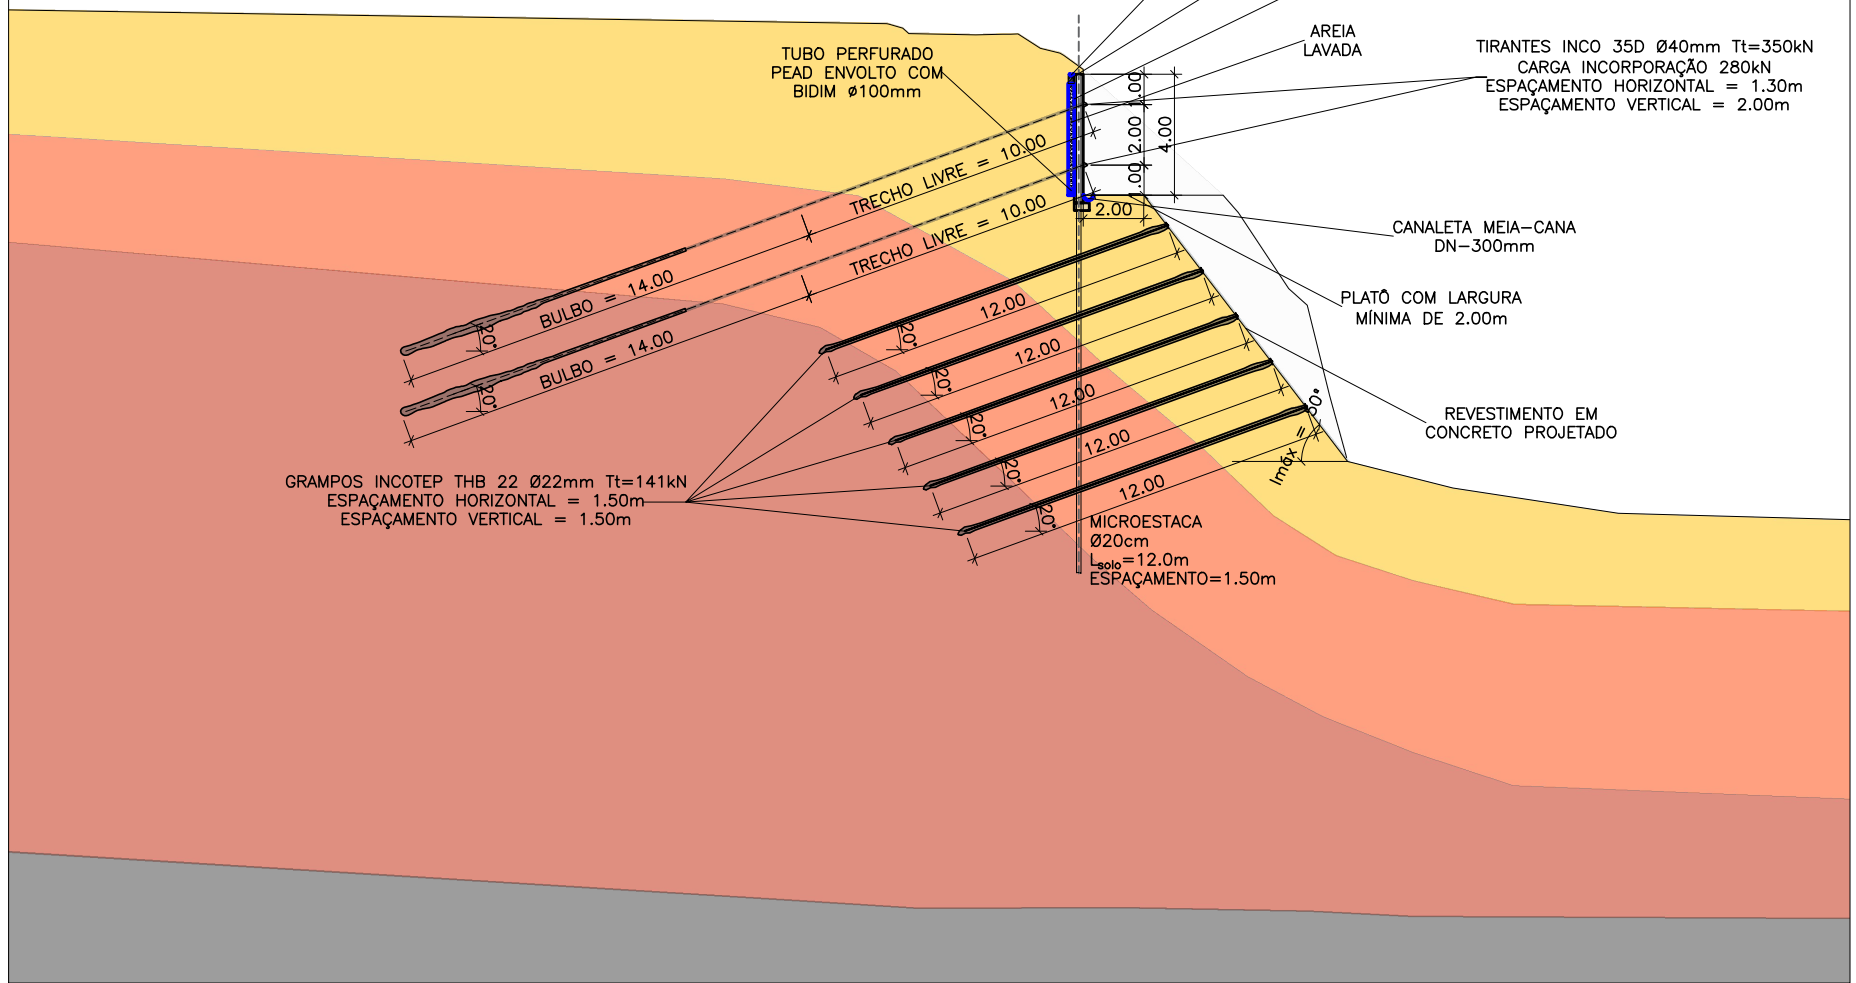 TUBO PERFURADO
PEAD ENVOLTO COM
BIDIM Ø100mm
AREIA
LAVADA
TIRANTES INCO 35D Ø40mm Tt=350kN
CARGA INCORPORAÇÃO 280kN
ESPAÇAMENTO HORIZONTAL = 1.30m
ESPAÇAMENTO VERTICAL = 2.00m
1.00
2.00
1.00
4.00
2.00
TRECHO LIVRE = 10.00
BULBO = 14.00
20°
TRECHO LIVRE = 10.00
BULBO = 14.00
20°
CANALETA MEIA-CANA
DN-300mm
PLATÔ COM LARGURA
MÍNIMA DE 2.00m
REVESTIMENTO EM
CONCRETO PROJETADO
12.00
20°
12.00
20°
12.00
20°
12.00
20°
12.00
20°
Imáx =
GRAMPOS INCOTEP THB 22 Ø22mm Tt=141kN
ESPAÇAMENTO HORIZONTAL = 1.50m
ESPAÇAMENTO VERTICAL = 1.50m
MICROESTACA
Ø20cm
Lsolo=12.0m
ESPAÇAMENTO=1.50m